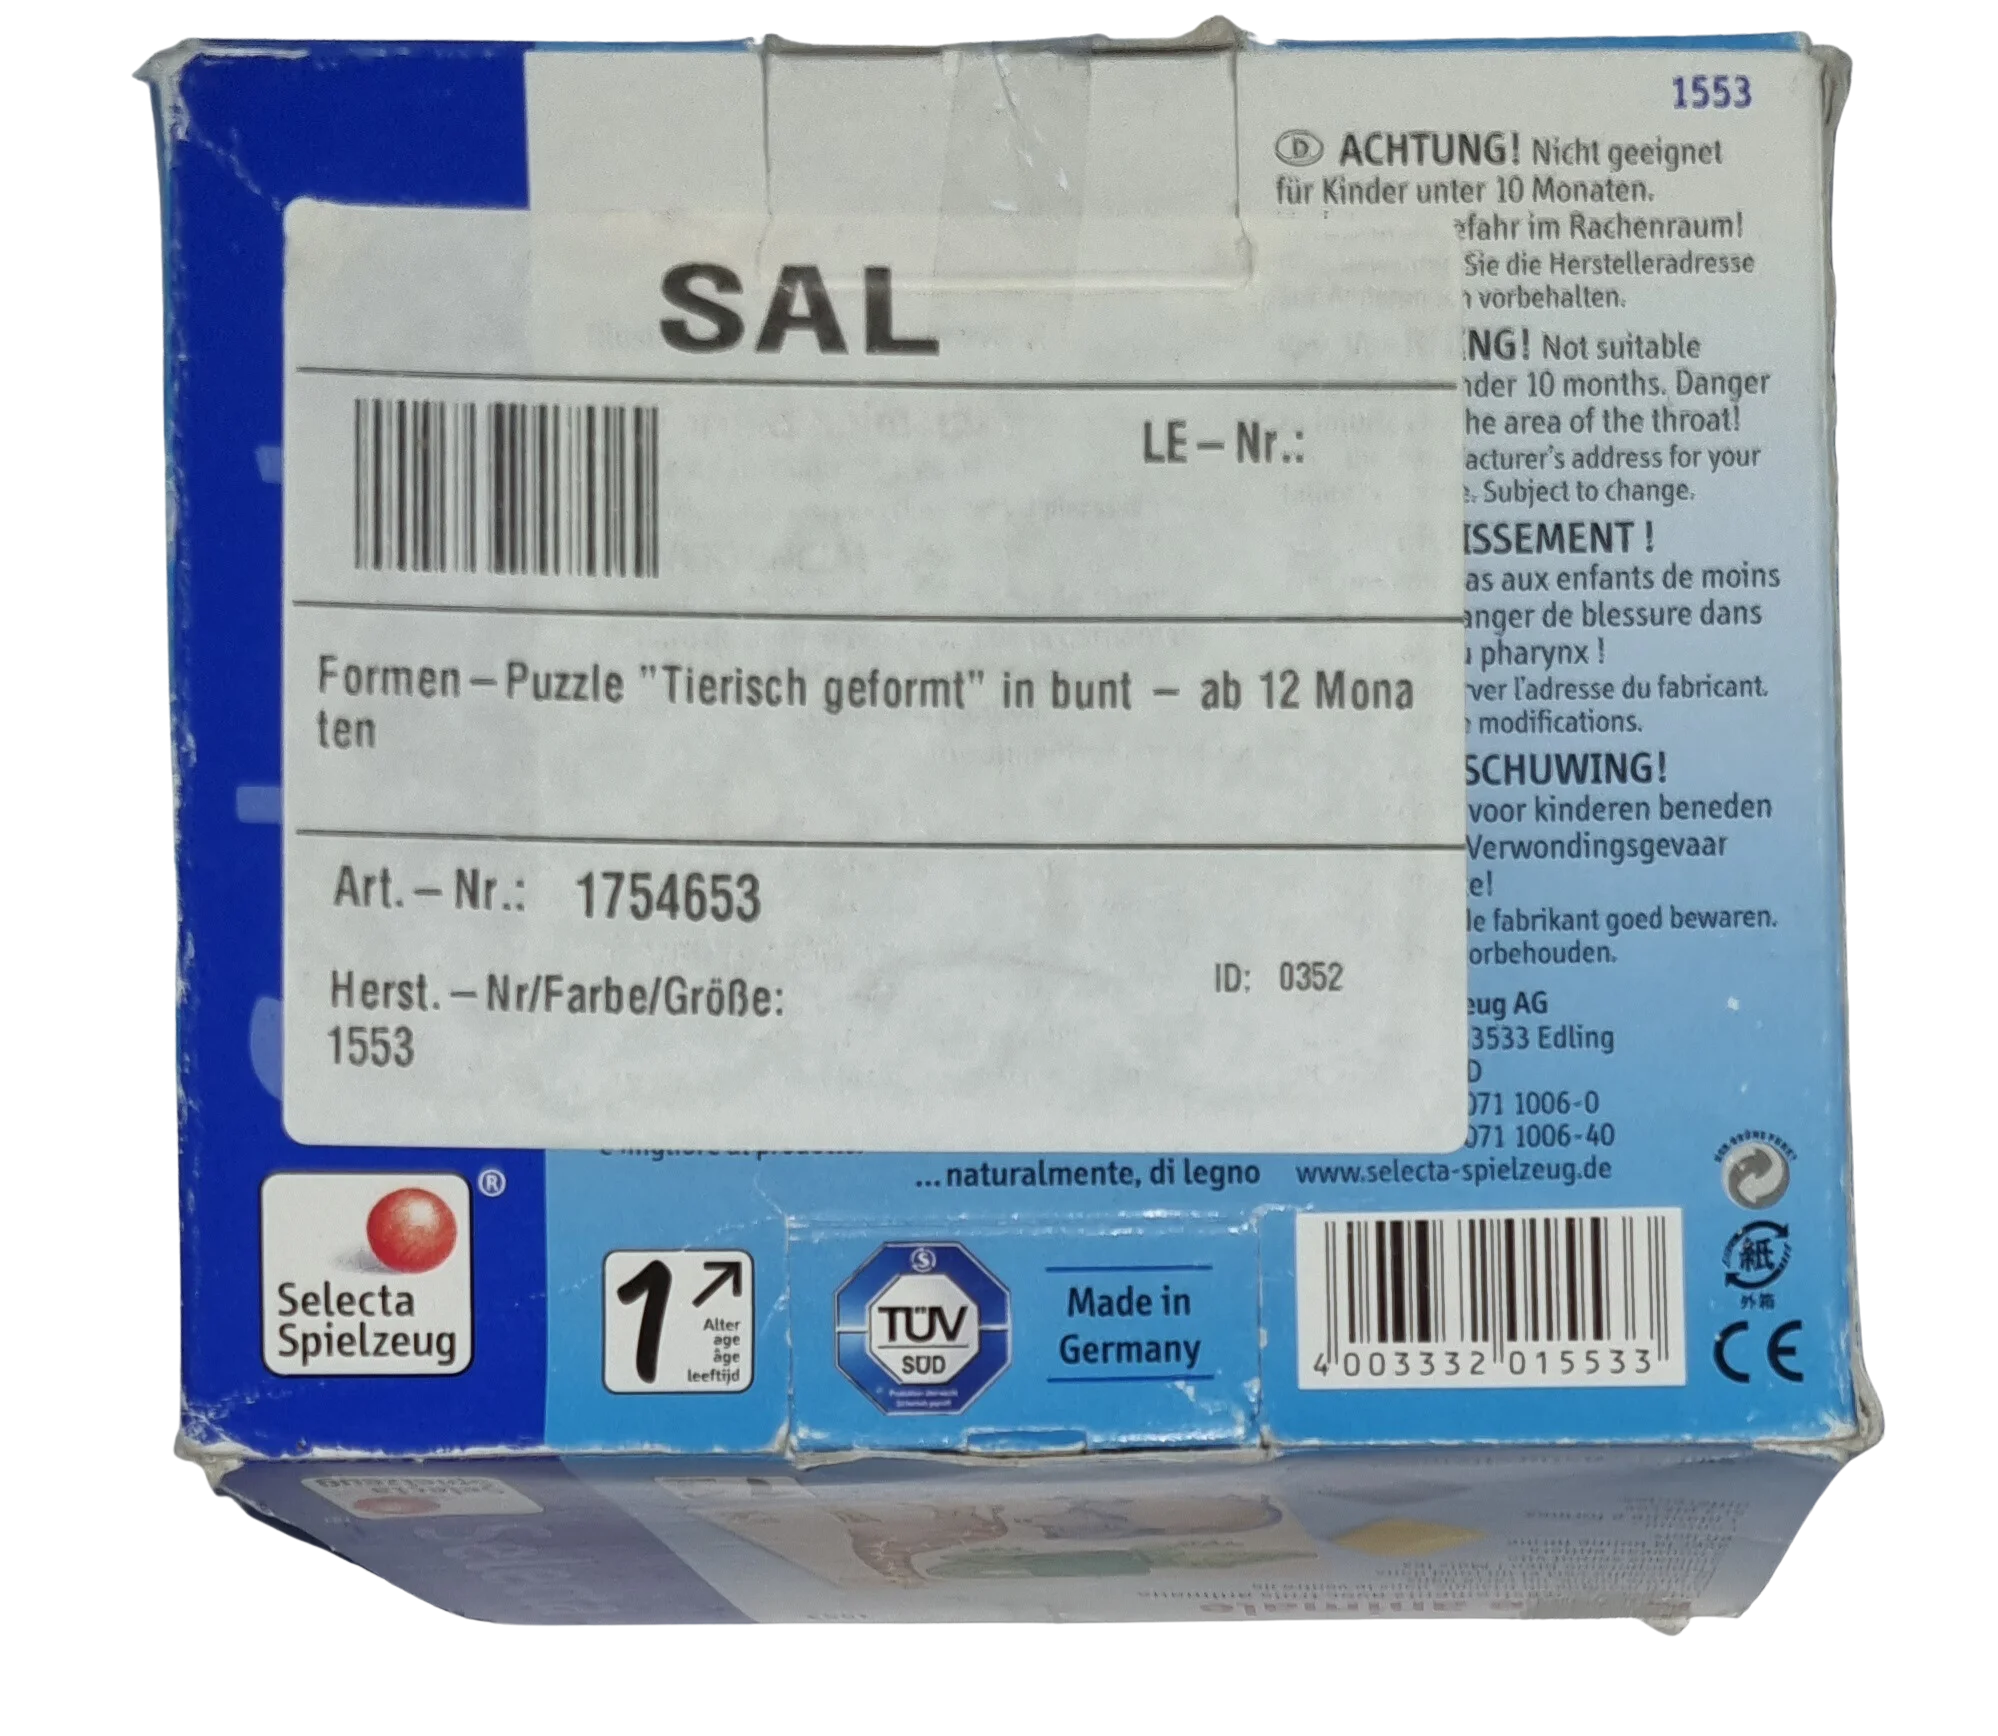 1553
D ACHTUNG! Nicht geeignet
für Kinder unter 10 Monaten.
efahr im Rachenraum!
Sie die Herstelleradresse
vorbehalten.
NG! Not suitable
nder 10 months. Danger
he area of the throat!
acturer's address for your
e. Subject to change.
ISSEMENT !
as aux enfants de moins
anger de blessure dans
pharynx !
ver l'adresse du fabricant.
modifications.
SCHUWING!
voor kinderen beneden
Verwondingsgevaar
e!
le fabrikant goed bewaren.
orbehouden.
eug AG
3533 Edling
D
071 1006-0
071 1006-40
www.selecta-spielzeug.de
SAL
LE-Nr.:
Formen-Puzzle "Tierisch geformt" in bunt - ab 12 Mona
ten
Art.-Nr.: 1754653
Herst.-Nr/Farbe/Größe:
1553
ID: 0352
... naturalmente, di legno
Selecta
Spielzeug
®
1
Alter
age
âge
leeftijd
S
TÜV
SÜD
Made in
Germany
4 003332 015533
DER GRÜNE PUNKT
紙
外箱
CE